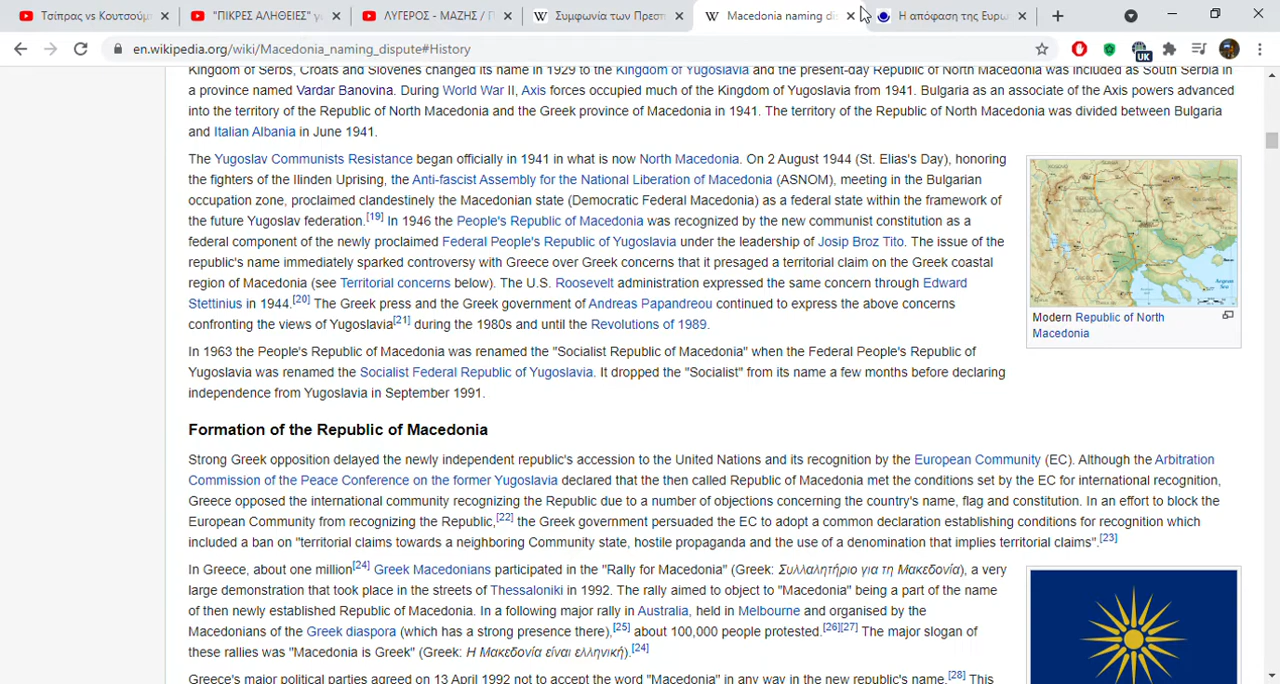 Τσίπρας vs Κουτσούμ
"ΠΙΚΡΕΣ ΑΛΗΘΕΙΕΣ" γι
ΛΥΓΕΡΟΣ - ΜΑΖΗΣ / Γ
Συμφωνία των Πρεσπ
Macedonia naming dis
Η απόφαση της Ευρω
en.wikipedia.org/wiki/Macedonia_naming_dispute#History
UK
Kingdom of Serbs, Croats and Slovenes changed its name in 1929 to the Kingdom of Yugoslavia and the present-day Republic of North Macedonia was included as South Serbia in
a province named Vardar Banovina. During World War II, Axis forces occupied much of the Kingdom of Yugoslavia from 1941. Bulgaria as an associate of the Axis powers advanced
into the territory of the Republic of North Macedonia and the Greek province of Macedonia in 1941. The territory of the Republic of North Macedonia was divided between Bulgaria
and Italian Albania in June 1941.
The Yugoslav Communists Resistance began officially in 1941 in what is now North Macedonia. On 2 August 1944 (St. Elias's Day), honoring
the fighters of the Ilinden Uprising, the Anti-fascist Assembly for the National Liberation of Macedonia (ASNOM), meeting in the Bulgarian
occupation zone, proclaimed clandestinely the Macedonian state (Democratic Federal Macedonia) as a federal state within the framework of
the future Yugoslav federation.[19] In 1946 the People's Republic of Macedonia was recognized by the new communist constitution as a
federal component of the newly proclaimed Federal People's Republic of Yugoslavia under the leadership of Josip Broz Tito. The issue of the
republic's name immediately sparked controversy with Greece over Greek concerns that it presaged a territorial claim on the Greek coastal
region of Macedonia (see Territorial concerns below). The U.S. Roosevelt administration expressed the same concern through Edward
Stettinius in 1944.[20] The Greek press and the Greek government of Andreas Papandreou continued to express the above concerns
confronting the views of Yugoslavia[21] during the 1980s and until the Revolutions of 1989.
Modern Republic of North
Macedonia
In 1963 the People's Republic of Macedonia was renamed the "Socialist Republic of Macedonia" when the Federal People's Republic of
Yugoslavia was renamed the Socialist Federal Republic of Yugoslavia. It dropped the "Socialist" from its name a few months before declaring
independence from Yugoslavia in September 1991.
Formation of the Republic of Macedonia
Strong Greek opposition delayed the newly independent republic's accession to the United Nations and its recognition by the European Community (EC). Although the Arbitration
Commission of the Peace Conference on the former Yugoslavia declared that the then called Republic of Macedonia met the conditions set by the EC for international recognition,
Greece opposed the international community recognizing the Republic due to a number of objections concerning the country's name, flag and constitution. In an effort to block the
European Community from recognizing the Republic,[22] the Greek government persuaded the EC to adopt a common declaration establishing conditions for recognition which
included a ban on "territorial claims towards a neighboring Community state, hostile propaganda and the use of a denomination that implies territorial claims".[23]
In Greece, about one million[24] Greek Macedonians participated in the "Rally for Macedonia" (Greek: Συλλαλητήριο για τη Μακεδονία), a very
large demonstration that took place in the streets of Thessaloniki in 1992. The rally aimed to object to "Macedonia" being a part of the name
of then newly established Republic of Macedonia. In a following major rally in Australia, held in Melbourne and organised by the
Macedonians of the Greek diaspora (which has a strong presence there),[25] about 100,000 people protested.[26][27] The major slogan of
these rallies was "Macedonia is Greek" (Greek: Η Μακεδονία είναι ελληνική).[24]
Greece's major political parties agreed on 13 April 1992 not to accept the word "Macedonia" in any way in the new republic's name.[28] This